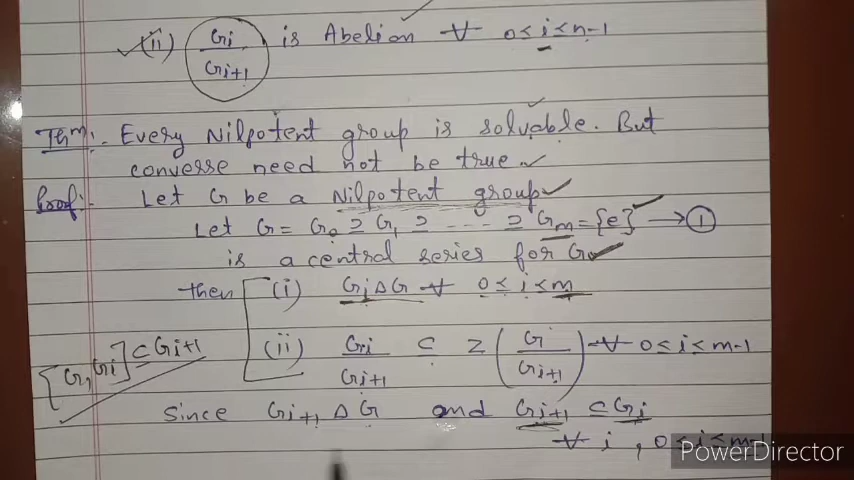 (ii) Gi / Gi+1 is Abelian ∀ 0≤i≤n-1
Thm:- Every Nilpotent group is solvable. But
converse need not be true.
Proof:- Let G be a Nilpotent group
Let G = G0 ⊇ G1 ⊇ ---- ⊇ Gm = {e} → ①
is a central series for G
then (i) Gi Δ G ∀ 0 ≤ i ≤ m
[G, Gi] ⊆ Gi+1 (ii) Gi / Gi+1 ⊆ Z(G / Gi+1) ∀ 0≤i≤m-1
Since Gi+1 Δ G and Gi+1 ⊆ Gi
∀ i, 0≤i≤m-1
PowerDirector